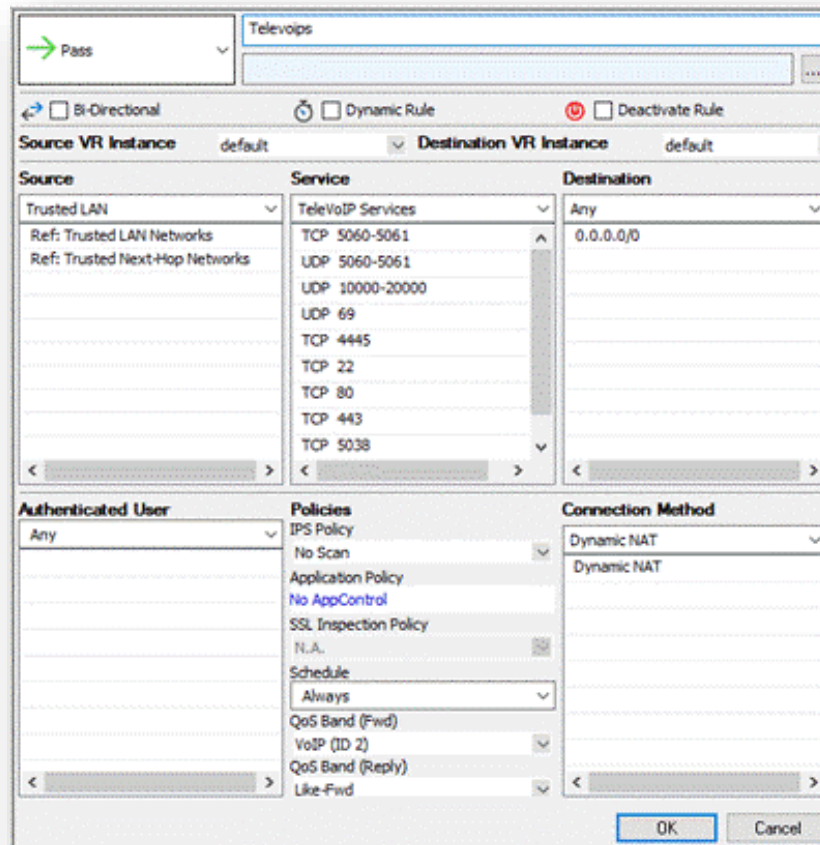 Pass
Televoips
...
Bi-Directional
Dynamic Rule
Deactivate Rule
Source VR Instance
default
Destination VR Instance
default
Source
Service
Destination
Trusted LAN
TeleVoIP Services
Any
Ref: Trusted LAN Networks
Ref: Trusted Next-Hop Networks
TCP 5060-5061
UDP 5060-5061
UDP 10000-20000
UDP 69
TCP 4445
TCP 22
TCP 80
TCP 443
TCP 5038
0.0.0.0/0
Authenticated User
Any
Policies
IPS Policy
No Scan
Application Policy
No AppControl
SSL Inspection Policy
N.A.
Schedule
Always
QoS Band (Fwd)
VoIP (ID 2)
QoS Band (Reply)
Like-Fwd
Connection Method
Dynamic NAT
Dynamic NAT
OK
Cancel